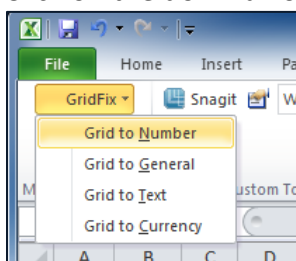 File Home Insert Pa
GridFix Snagit W
Grid to Number
Grid to General
Grid to Text
Grid to Currency
M ustom To
A B C D